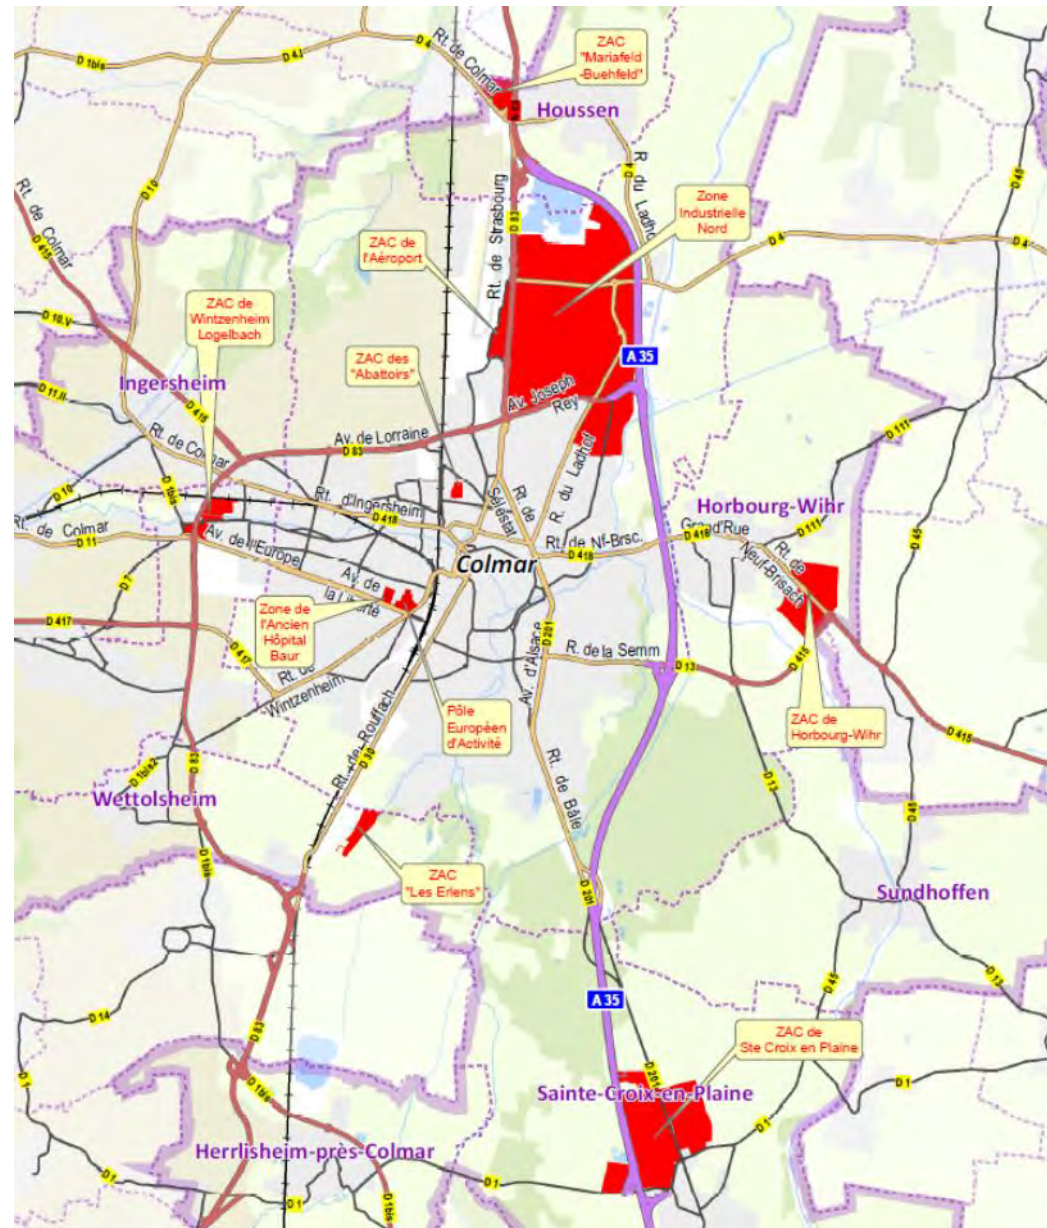 ZAC
"Mariafeld
-Buehfeld"
D 4
Rt. de Colmar
D 1bis
D 4.I
Houssen
D 10
D 45
R. du Ladhof
D 4
Rt. de Colmar
D 415
Rt. de Strasbourg
D 83
Zone
Industrielle
Nord
D 4
D 4
ZAC de
l'Aéroport
ZAC de
Wintzenheim
Logelbach
D 10.V
ZAC des
"Abattoirs"
A 35
Ingersheim
D 11.II
D 415
Av. Joseph
Rey
Rt. de Colmar
Av. de Lorraine
D 83
R. du Ladhof
D 111
D 10
D 1bis
Rt. d'Ingersheim
D 418
Sélestat
Rt. de
Horbourg-Wihr
D 111
Rt. de Colmar
D 11
Av. de l'Europe
Grand'Rue
D 418
Rt. de Nf-Brsc.
D 418
Rt. de
Neuf-Brisach
D 45
Colmar
D 7
Av. de
la Liberté
Zone de
l'Ancien
Hôpital
Baur
D 417
D 417
Rt. de
Wintzenheim
D 201
Av. d'Alsace
R. de la Semm
D 13
D 415
Pôle
Européen
d'Activité
ZAC de
Horbourg-Wihr
D 415
Rt. de Rouffach
D 30
D 83
D 1bis2
Rt. de Bâle
D 13
D 45
Wettolsheim
D 1bis
ZAC
"Les Erlens"
D 201
Sundhoffen
D 45
D 13
A 35
D 14
D 83
ZAC de
Ste Croix en Plaine
D 1
D 1bis
D 201
D 1
Sainte-Croix-en-Plaine
D 1
Herrlisheim-près-Colmar
D 1
D 1
D 1
D 1bis